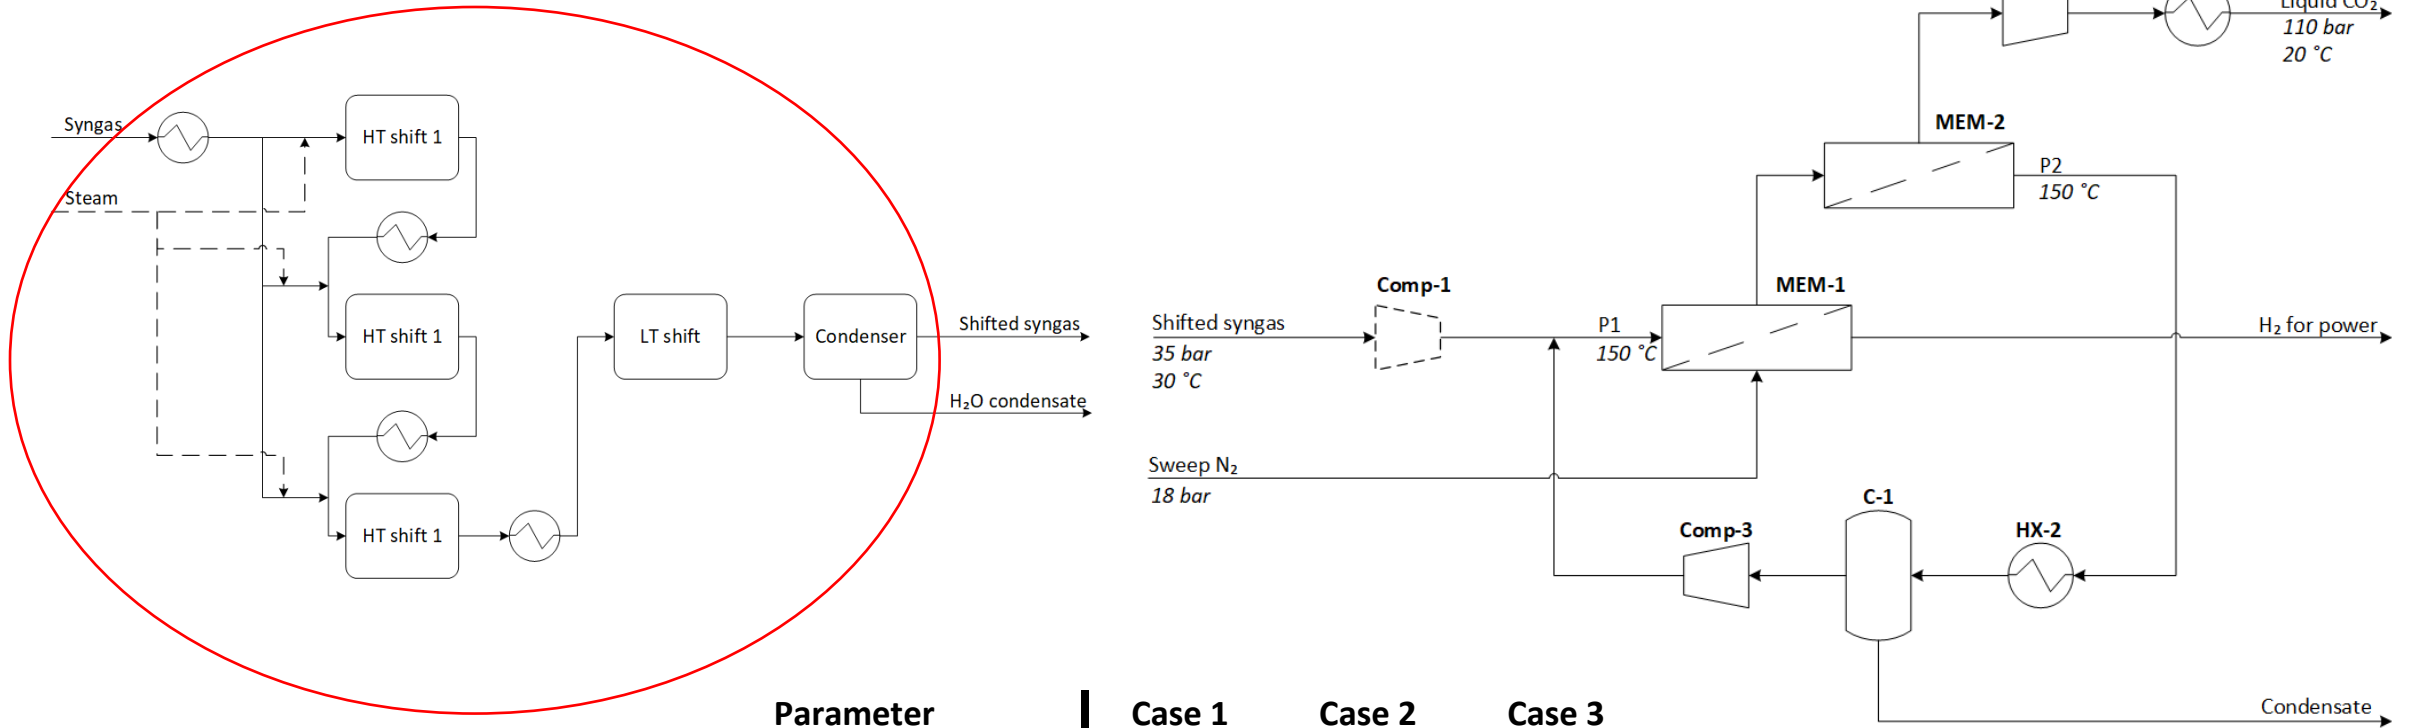 Syngas
Steam
HT shift 1
HT shift 1
HT shift 1
LT shift
Condenser
Shifted syngas
H₂O condensate
Liquid CO₂
110 bar
20 ˚C
MEM-2
P2
150 ˚C
Comp-1
MEM-1
Shifted syngas
35 bar
30 ˚C
P1
150 ˚C
H₂ for power
Sweep N₂
18 bar
C-1
Comp-3
HX-2
Condensate
Parameter Case 1 Case 2 Case 3